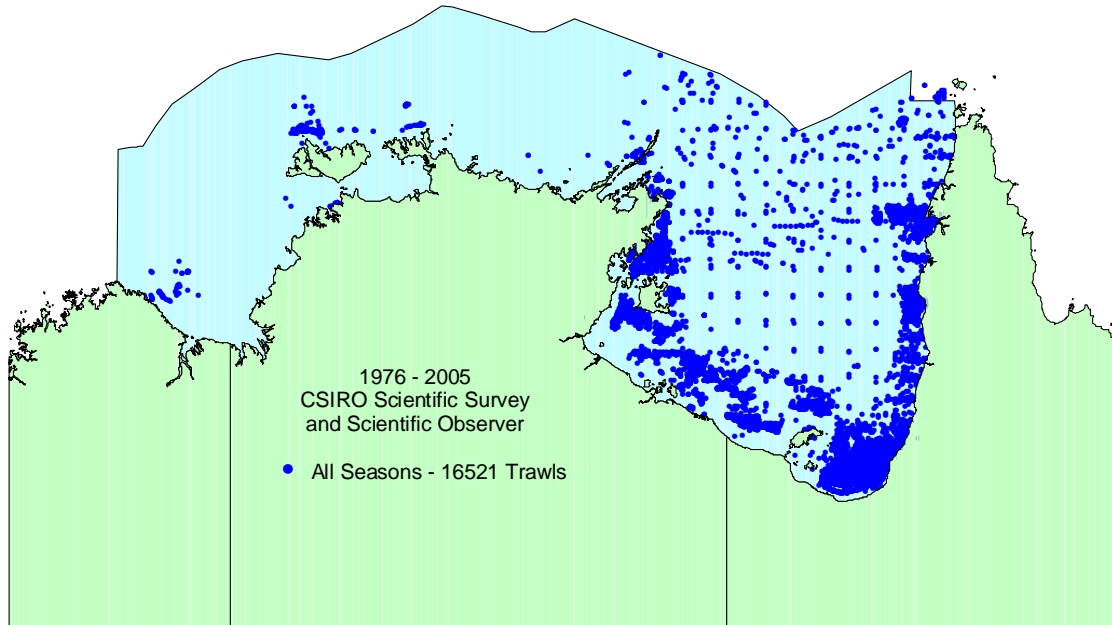 1976 - 2005
CSIRO Scientific Survey
and Scientific Observer
All Seasons - 16521 Trawls